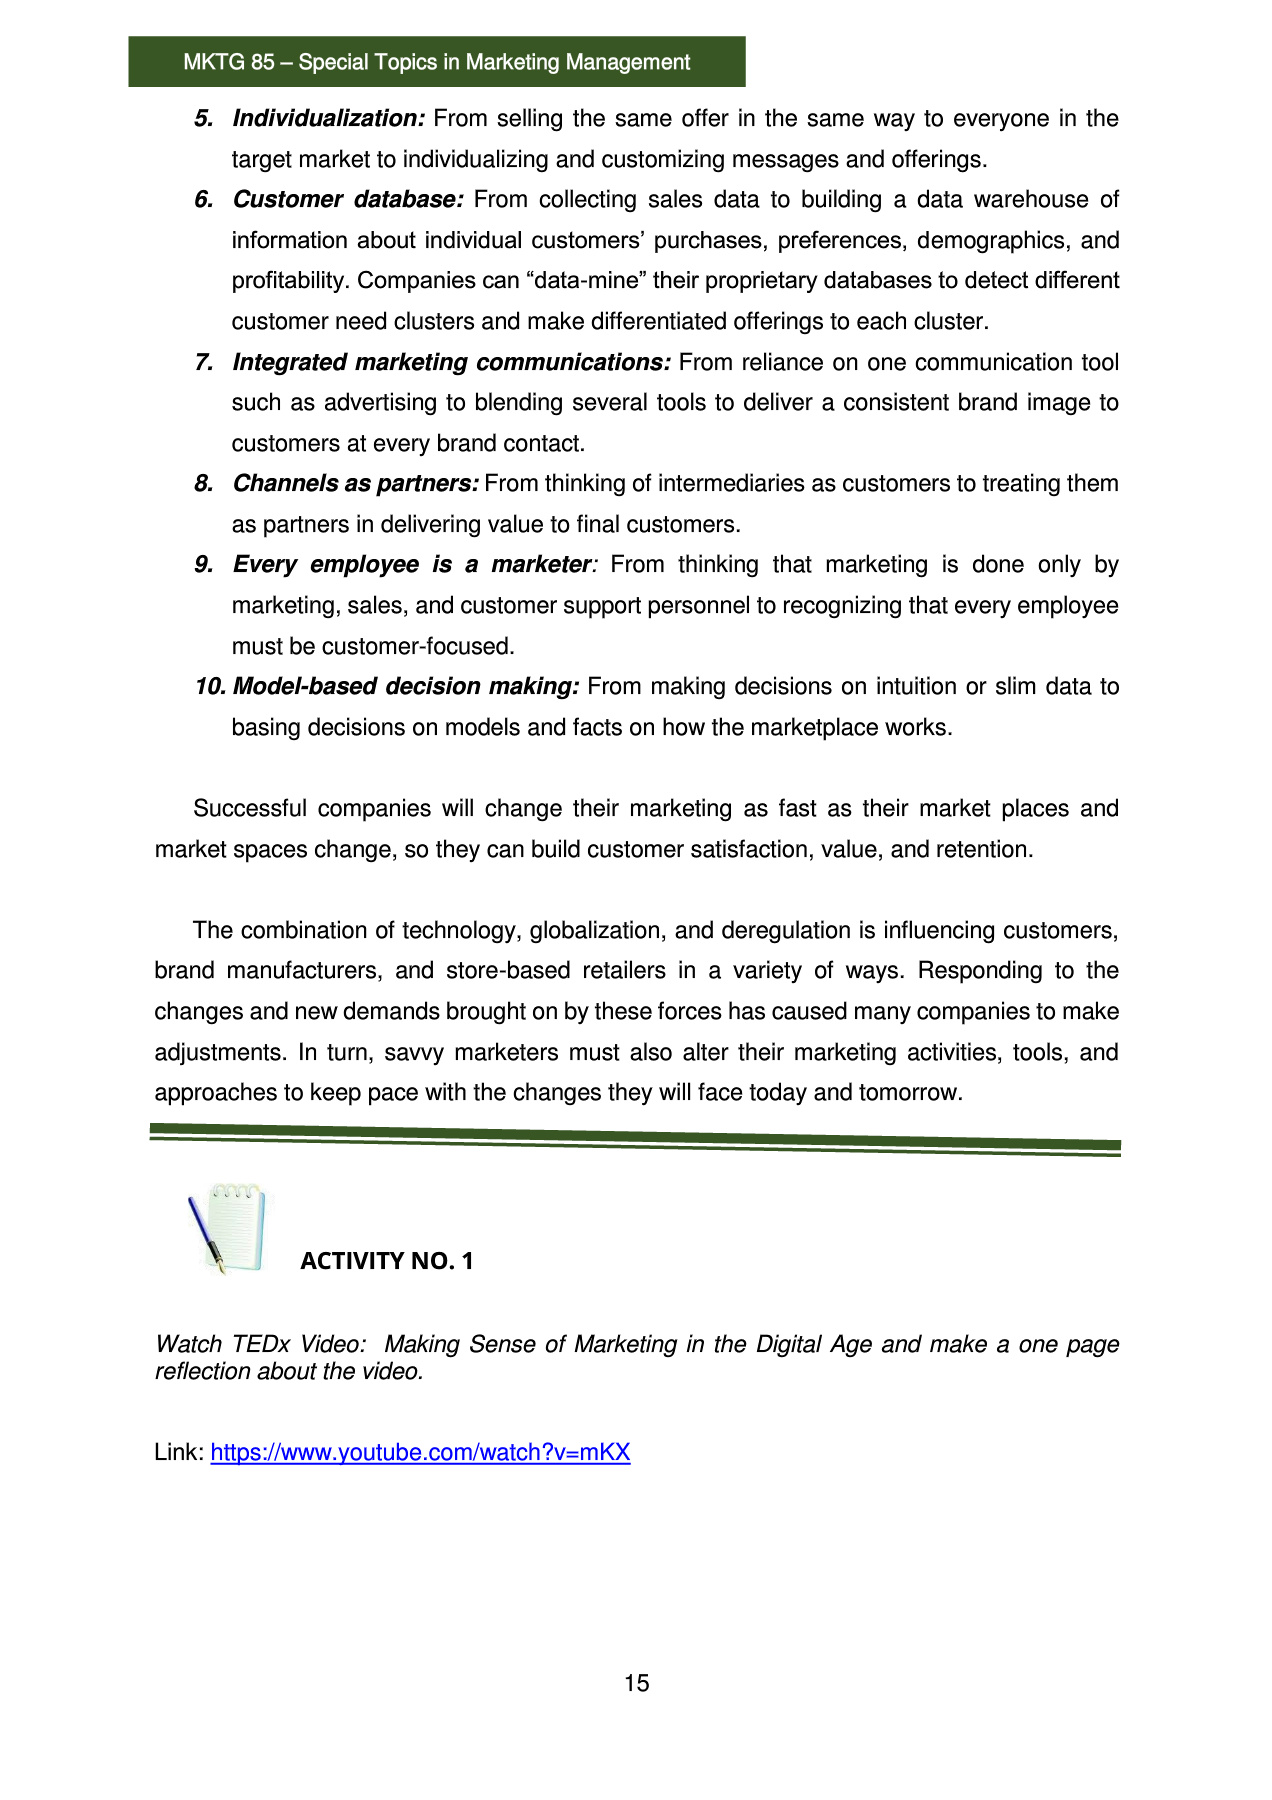 MKTG 85 – Special Topics in Marketing Management
5. Individualization: From selling the same offer in the same way to everyone in the
target market to individualizing and customizing messages and offerings.
6. Customer database: From collecting sales data to building a data warehouse of
information about individual customers’ purchases, preferences, demographics, and
profitability. Companies can “data-mine” their proprietary databases to detect different
customer need clusters and make differentiated offerings to each cluster.
7. Integrated marketing communications: From reliance on one communication tool
such as advertising to blending several tools to deliver a consistent brand image to
customers at every brand contact.
8. Channels as partners: From thinking of intermediaries as customers to treating them
as partners in delivering value to final customers.
9. Every employee is a marketer: From thinking that marketing is done only by
marketing, sales, and customer support personnel to recognizing that every employee
must be customer-focused.
10. Model-based decision making: From making decisions on intuition or slim data to
basing decisions on models and facts on how the marketplace works.
Successful companies will change their marketing as fast as their market places and
market spaces change, so they can build customer satisfaction, value, and retention.
The combination of technology, globalization, and deregulation is influencing customers,
brand manufacturers, and store-based retailers in a variety of ways. Responding to the
changes and new demands brought on by these forces has caused many companies to make
adjustments. In turn, savvy marketers must also alter their marketing activities, tools, and
approaches to keep pace with the changes they will face today and tomorrow.
ACTIVITY NO. 1
Watch TEDx Video: Making Sense of Marketing in the Digital Age and make a one page
reflection about the video.
Link: https://www.youtube.com/watch?v=mKX
15